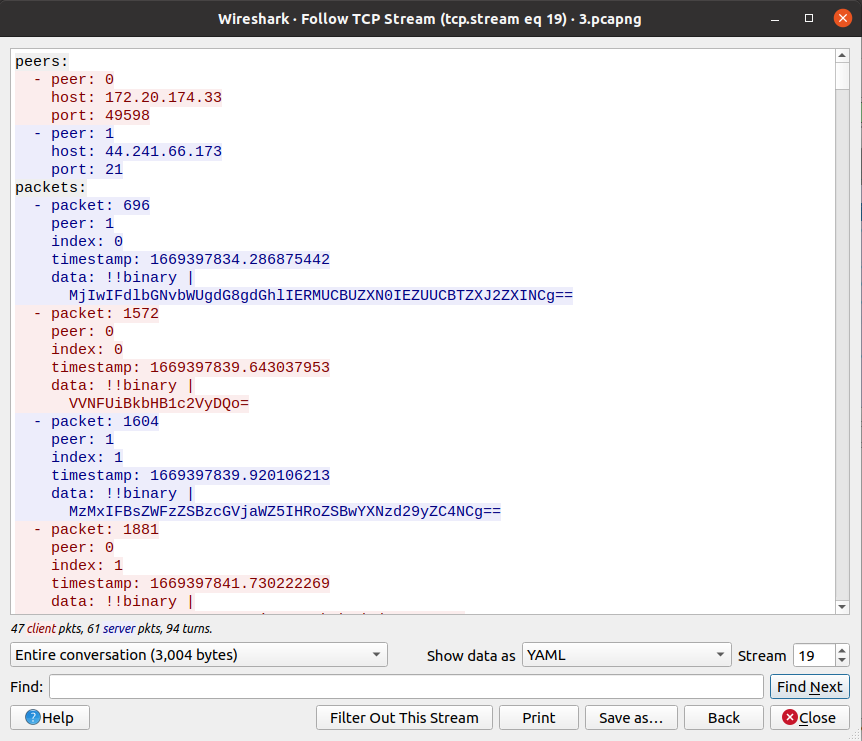 Wireshark · Follow TCP Stream (tcp.stream eq 19) · 3.pcapng
peers:
  - peer: 0
    host: 172.20.174.33
    port: 49598
  - peer: 1
    host: 44.241.66.173
    port: 21
packets:
  - packet: 696
    peer: 1
    index: 0
    timestamp: 1669397834.286875442
    data: !!binary |
      MjIwIFdlbGNvbWUgdG8gdGhlIERMUCBUZXN0IEZUUCBTZXJ2ZXINCg==
  - packet: 1572
    peer: 0
    index: 0
    timestamp: 1669397839.643037953
    data: !!binary |
      VVNFUiBkbHB1c2VyDQo=
  - packet: 1604
    peer: 1
    index: 1
    timestamp: 1669397839.920106213
    data: !!binary |
      MzMxIFBsZWFzZSBzcGVjaWZ5IHRoZSBwYXNzd29yZC4NCg==
  - packet: 1881
    peer: 0
    index: 1
    timestamp: 1669397841.730222269
    data: !!binary |
47 client pkts, 61 server pkts, 94 turns.
Entire conversation (3,004 bytes)
Show data as YAML
Stream 19
Find:
Find Next
Help
Filter Out This Stream
Print
Save as…
Back
Close